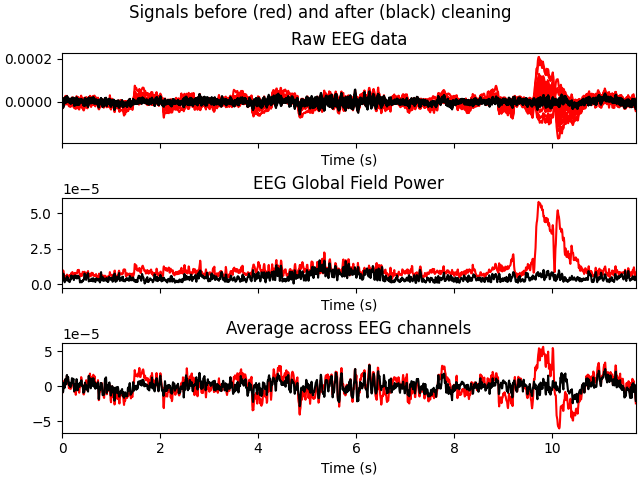 Signals before (red) and after (black) cleaning
Raw EEG data
0.0002
0.0000
Time (s)
EEG Global Field Power
1e−5
5.0
2.5
0.0
Time (s)
Average across EEG channels
1e−5
5
0
−5
0 2 4 6 8 10
Time (s)